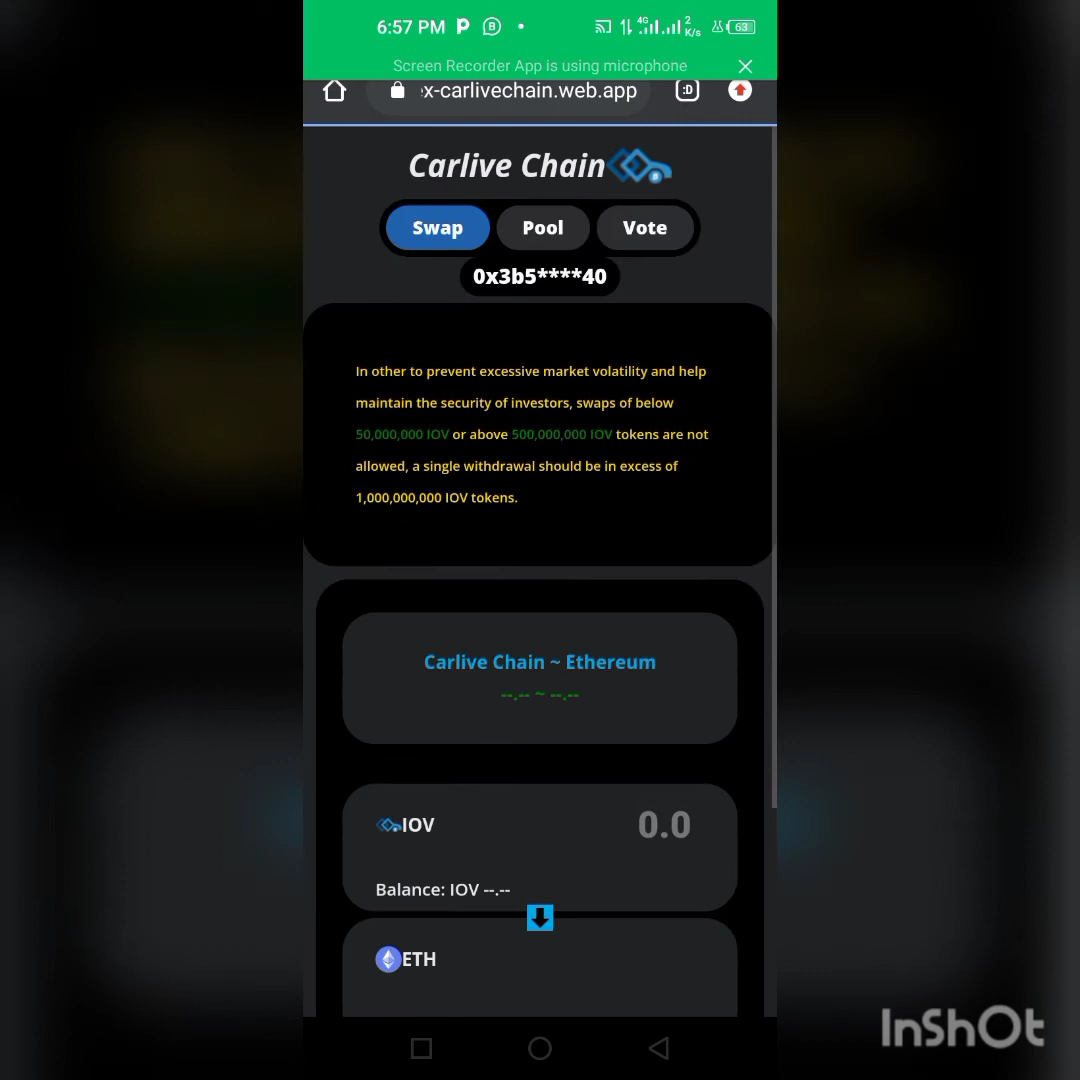 6:57 PM
4G 2 K/s 63
Screen Recorder App is using microphone
x-carlivechain.web.app :D
Carlive Chain
Swap Pool Vote
0x3b5****40
In other to prevent excessive market volatility and help
maintain the security of investors, swaps of below
50,000,000 IOV or above 500,000,000 IOV tokens are not
allowed, a single withdrawal should be in excess of
1,000,000,000 IOV tokens.
Carlive Chain ~ Ethereum
--.-- ~ --.--
IOV 0.0
Balance: IOV --.--
ETH
InShOt